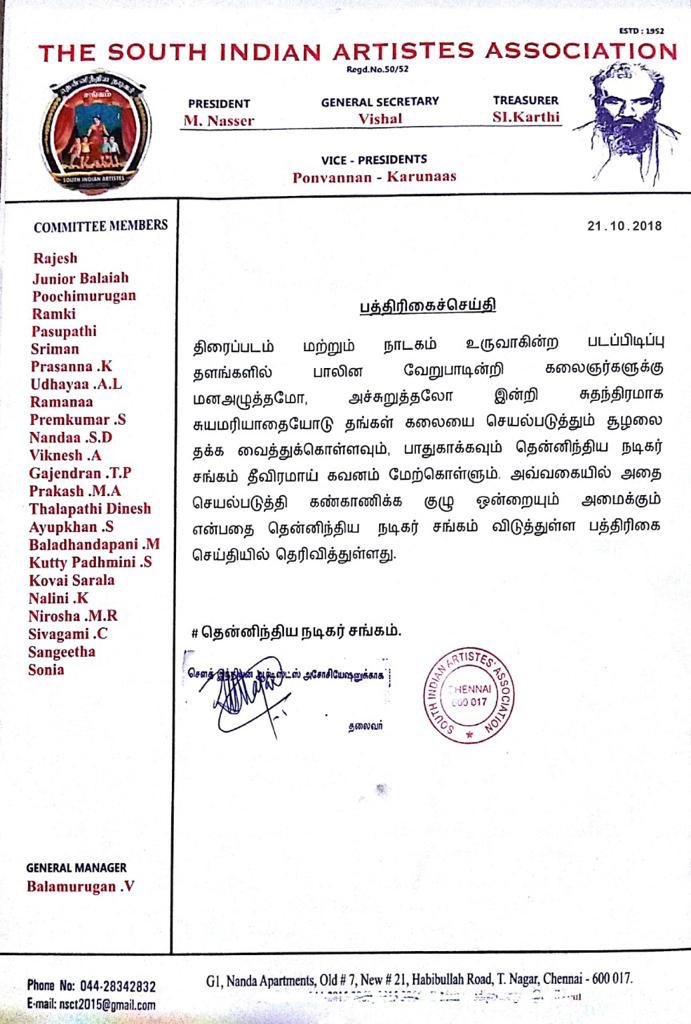 ESTD : 1952
THE SOUTH INDIAN ARTISTES ASSOCIATION
Regd.No.50/52
தென்னிந்திய நடிகர்
சங்கம்
SOUTH INDIAN ARTISTES
PRESIDENT
M. Nasser
GENERAL SECRETARY
Vishal
TREASURER
SI.Karthi
VICE - PRESIDENTS
Ponvannan - Karunaas
COMMITTEE MEMBERS
Rajesh
Junior Balaiah
Poochimurugan
Ramki
Pasupathi
Sriman
Prasanna .K
Udhayaa .A.L
Ramanaa
Premkumar .S
Nandaa .S.D
Viknesh .A
Gajendran .T.P
Prakash .M.A
Thalapathi Dinesh
Ayupkhan .S
Baladhandapani .M
Kutty Padhmini .S
Kovai Sarala
Nalini .K
Nirosha .M.R
Sivagami .C
Sangeetha
Sonia
GENERAL MANAGER
Balamurugan .V
21.10.2018
பத்திரிகைச்செய்தி
திரைப்படம் மற்றும் நாடகம் உருவாகின்ற படப்பிடிப்பு
தளங்களில் பாலின வேறுபாடின்றி கலைஞர்களுக்கு
மனஅழுத்தமோ, அச்சுறுத்தலோ இன்றி சுதந்திரமாக
சுயமரியாதையோடு தங்கள் கலையை செயல்படுத்தும் சூழலை
தக்க வைத்துக்கொள்ளவும், பாதுகாக்கவும் தென்னிந்திய நடிகர்
சங்கம் தீவிரமாய் கவனம் மேற்கொள்ளும். அவ்வகையில் அதை
செயல்படுத்தி கண்காணிக்க குழு ஒன்றையும் அமைக்கும்
என்பதை தென்னிந்திய நடிகர் சங்கம் விடுத்துள்ள பத்திரிகை
செய்தியில் தெரிவித்துள்ளது.
# தென்னிந்திய நடிகர் சங்கம்.
சௌத் இந்தியன் ஆர்டிஸ்ட்ஸ் அசோசியேஷனுக்காக
தலைவர்
SOUTH INDIAN ARTISTES' ASSOCIATION
CHENNAI
600 017
Phone No: 044-28342832
E-mail: nsct2015@gmail.com
G1, Nanda Apartments, Old # 7, New # 21, Habibullah Road, T. Nagar, Chennai - 600 017.